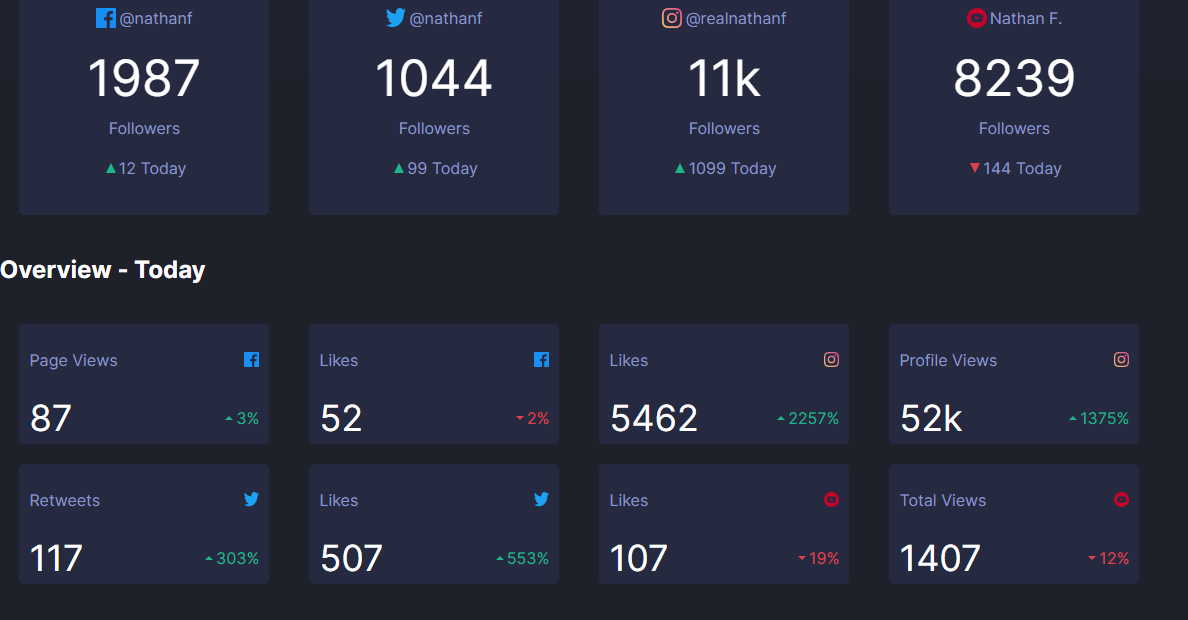 @nathanf
1987
Followers
12 Today
@nathanf
1044
Followers
99 Today
@realnathanf
11k
Followers
1099 Today
Nathan F.
8239
Followers
144 Today
Overview - Today
Page Views
87
3%
Likes
52
2%
Likes
5462
2257%
Profile Views
52k
1375%
Retweets
117
303%
Likes
507
553%
Likes
107
19%
Total Views
1407
12%